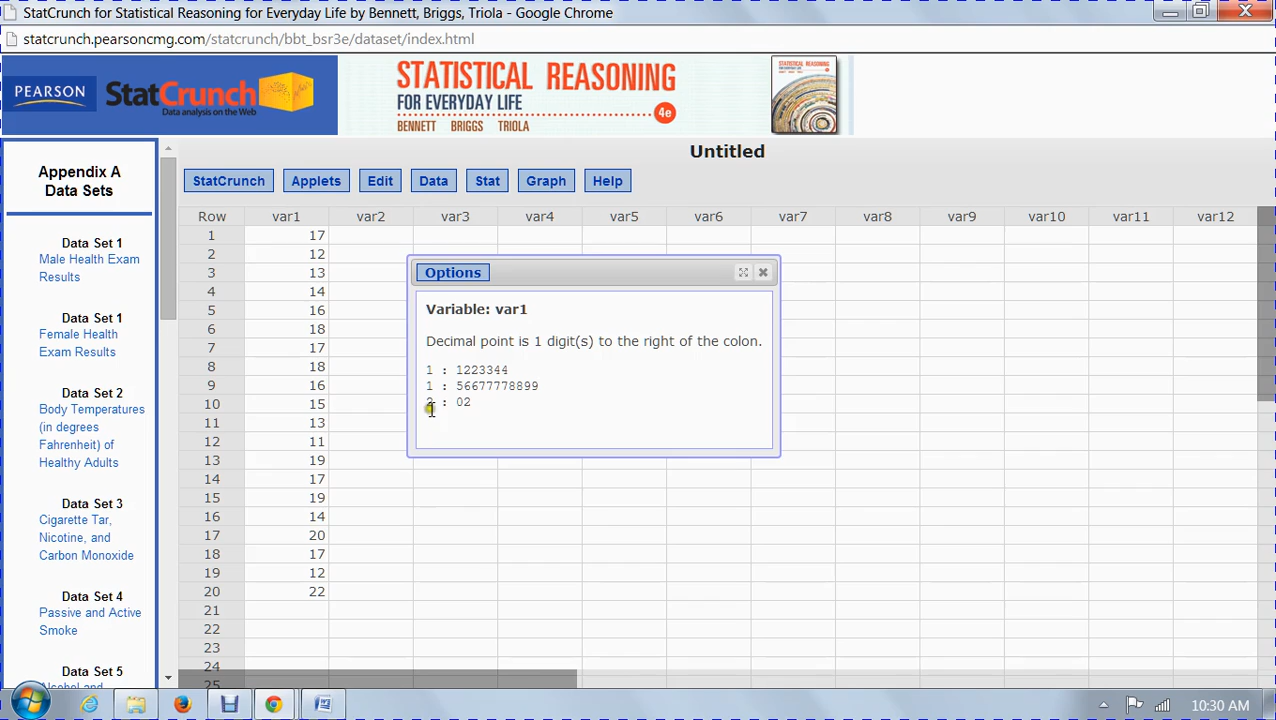 StatCrunch for Statistical Reasoning for Everyday Life by Bennett, Briggs, Triola - Google Chrome
statcrunch.pearsoncmg.com/statcrunch/bbt_bsr3e/dataset/index.html
PEARSON
StatCrunch
Data analysis on the Web
STATISTICAL REASONING
FOR EVERYDAY LIFE
4e
BENNETT BRIGGS TRIOLA
Appendix A
Data Sets
Data Set 1
Male Health Exam
Results
Data Set 1
Female Health
Exam Results
Data Set 2
Body Temperatures
(in degrees
Fahrenheit) of
Healthy Adults
Data Set 3
Cigarette Tar,
Nicotine, and
Carbon Monoxide
Data Set 4
Passive and Active
Smoke
Data Set 5
Alcohol and
Untitled
StatCrunch Applets Edit Data Stat Graph Help
Row var1 var2 var3 var4 var5 var6 var7 var8 var9 var10 var11 var12
1 17
2 12
3 13
4 14
5 16
6 18
7 17
8 18
9 16
10 15
11 13
12 11
13 19
14 17
15 19
16 14
17 20
18 17
19 12
20 22
21
22
23
24
25
Options
Variable: var1
Decimal point is 1 digit(s) to the right of the colon.
1 : 1223344
1 : 56677778899
2 : 02
10:30 AM